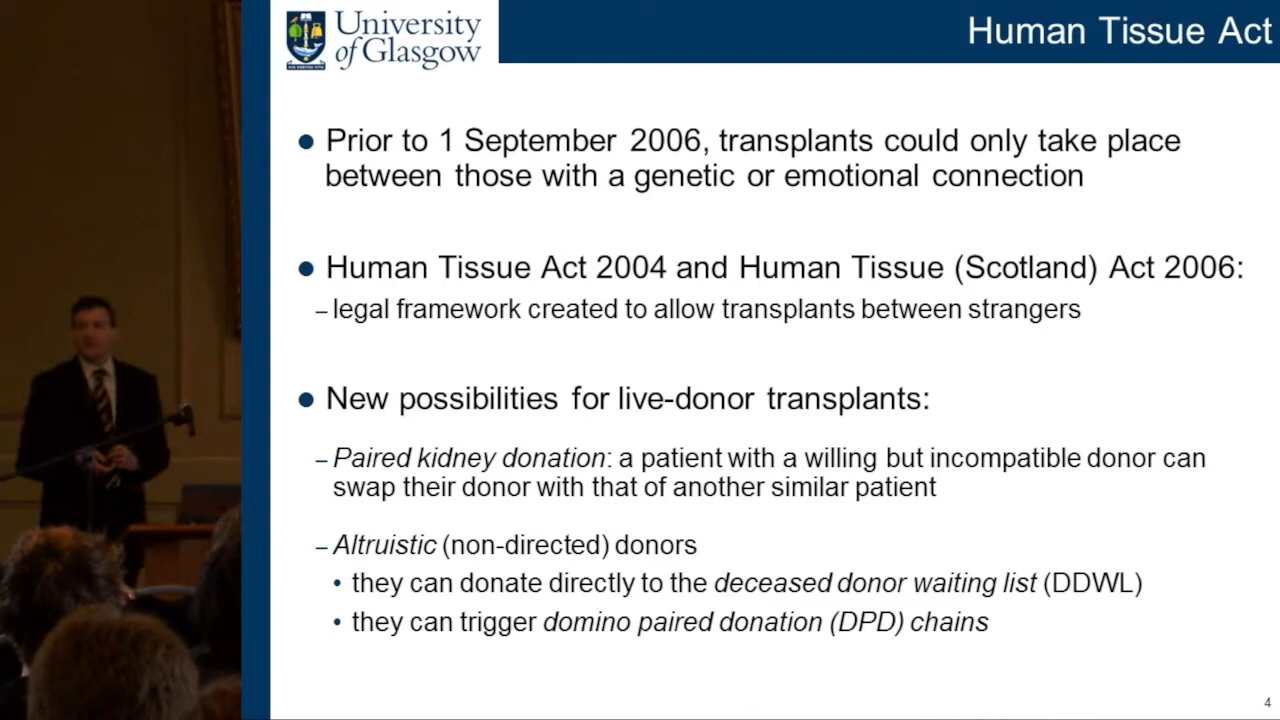 University
of Glasgow
Human Tissue Act
● Prior to 1 September 2006, transplants could only take place
between those with a genetic or emotional connection
● Human Tissue Act 2004 and Human Tissue (Scotland) Act 2006:
– legal framework created to allow transplants between strangers
● New possibilities for live-donor transplants:
– Paired kidney donation: a patient with a willing but incompatible donor can
swap their donor with that of another similar patient
– Altruistic (non-directed) donors
• they can donate directly to the deceased donor waiting list (DDWL)
• they can trigger domino paired donation (DPD) chains
4